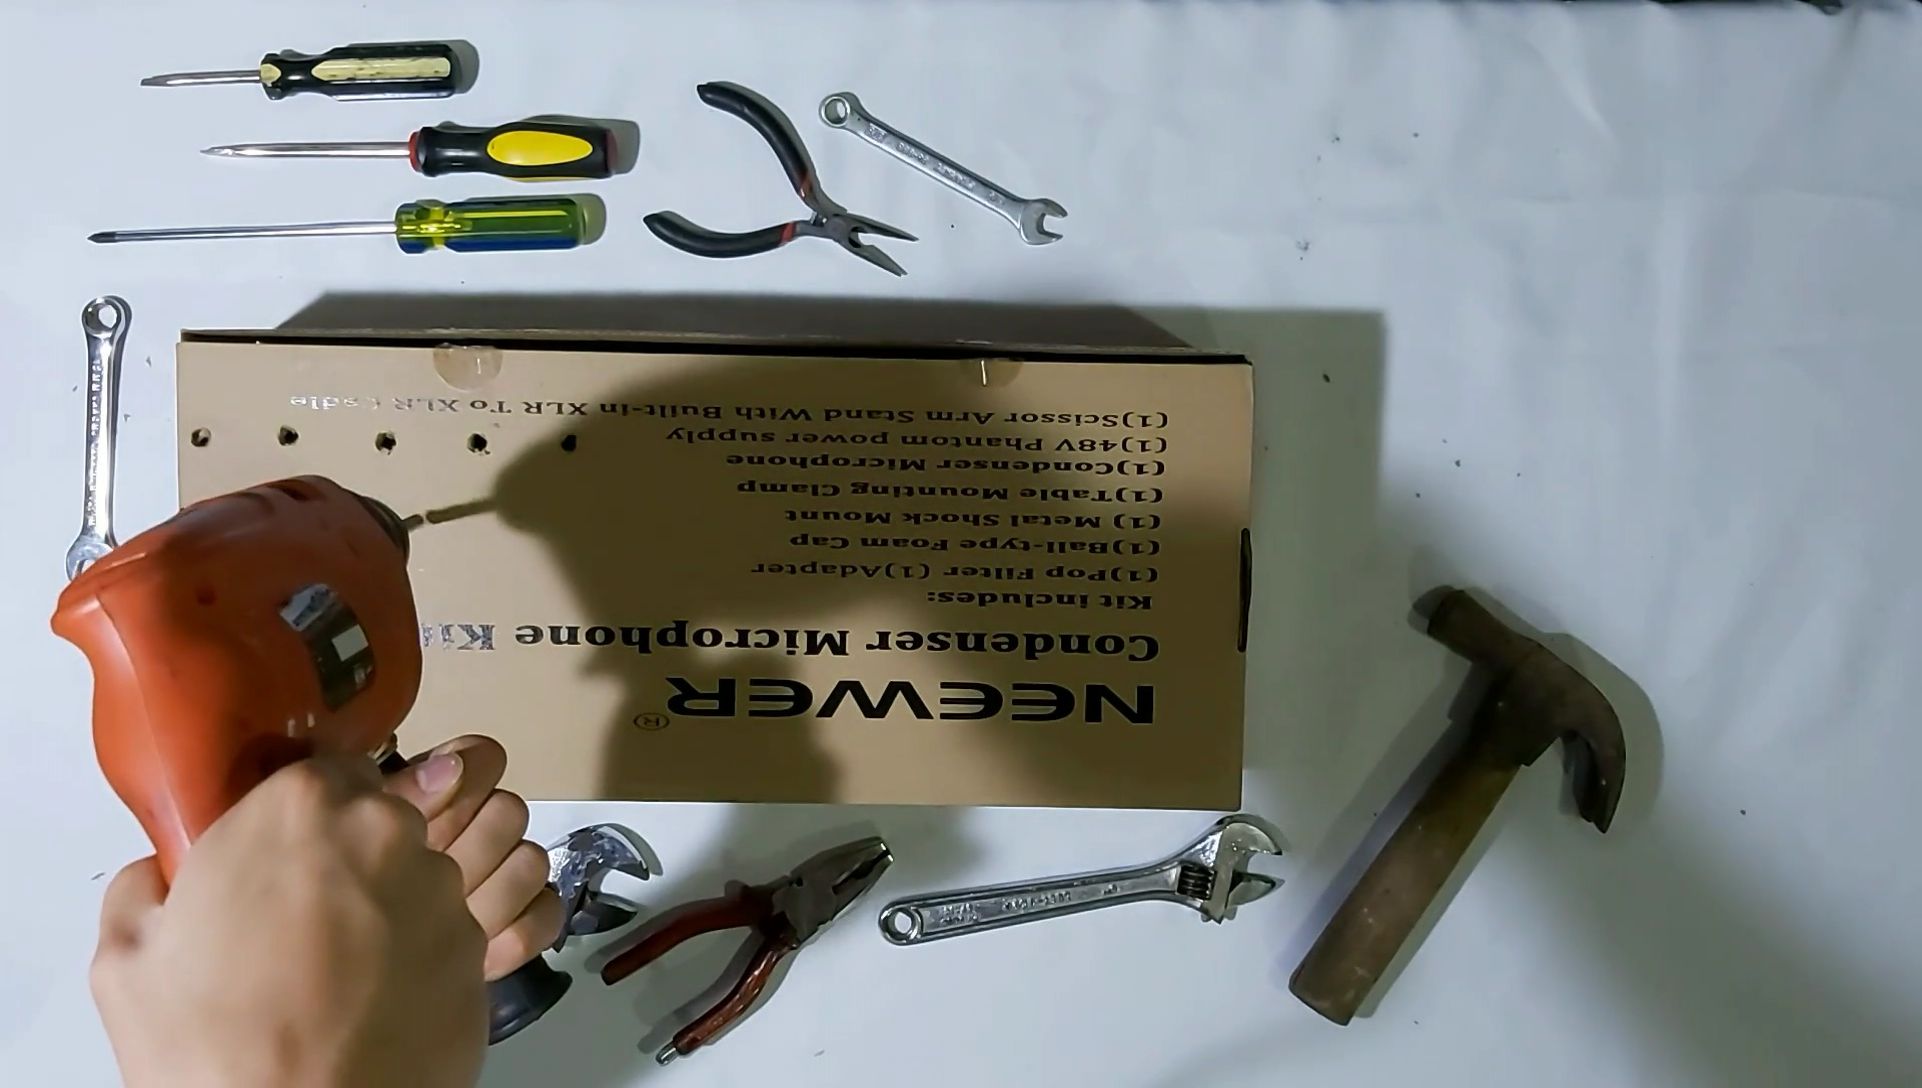 NEEWER®
Condenser Microphone Kit
Kit includes:
(1)Pop Filter (1)Adapter
(1)Ball-type Foam Cap
(1) Metal Shock Mount
(1)Table Mounting Clamp
(1)Condenser Microphone
(1)48V Phantom power supply
(1)Scissor Arm Stand With Built-in XLR To XLR Cable